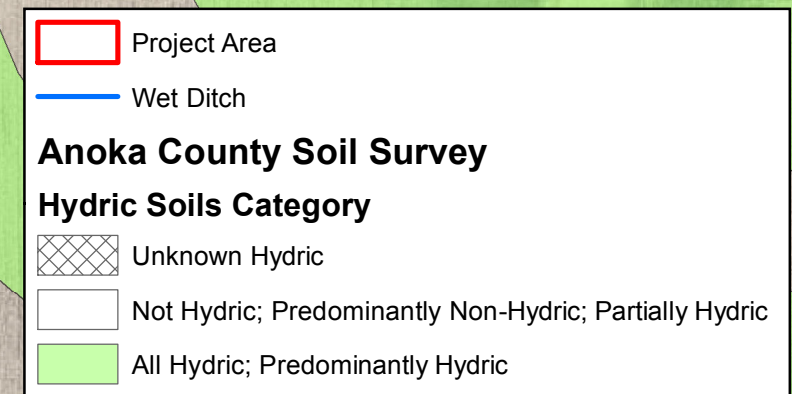 Project Area
Wet Ditch
Anoka County Soil Survey
Hydric Soils Category
Unknown Hydric
Not Hydric; Predominantly Non-Hydric; Partially Hydric
All Hydric; Predominantly Hydric